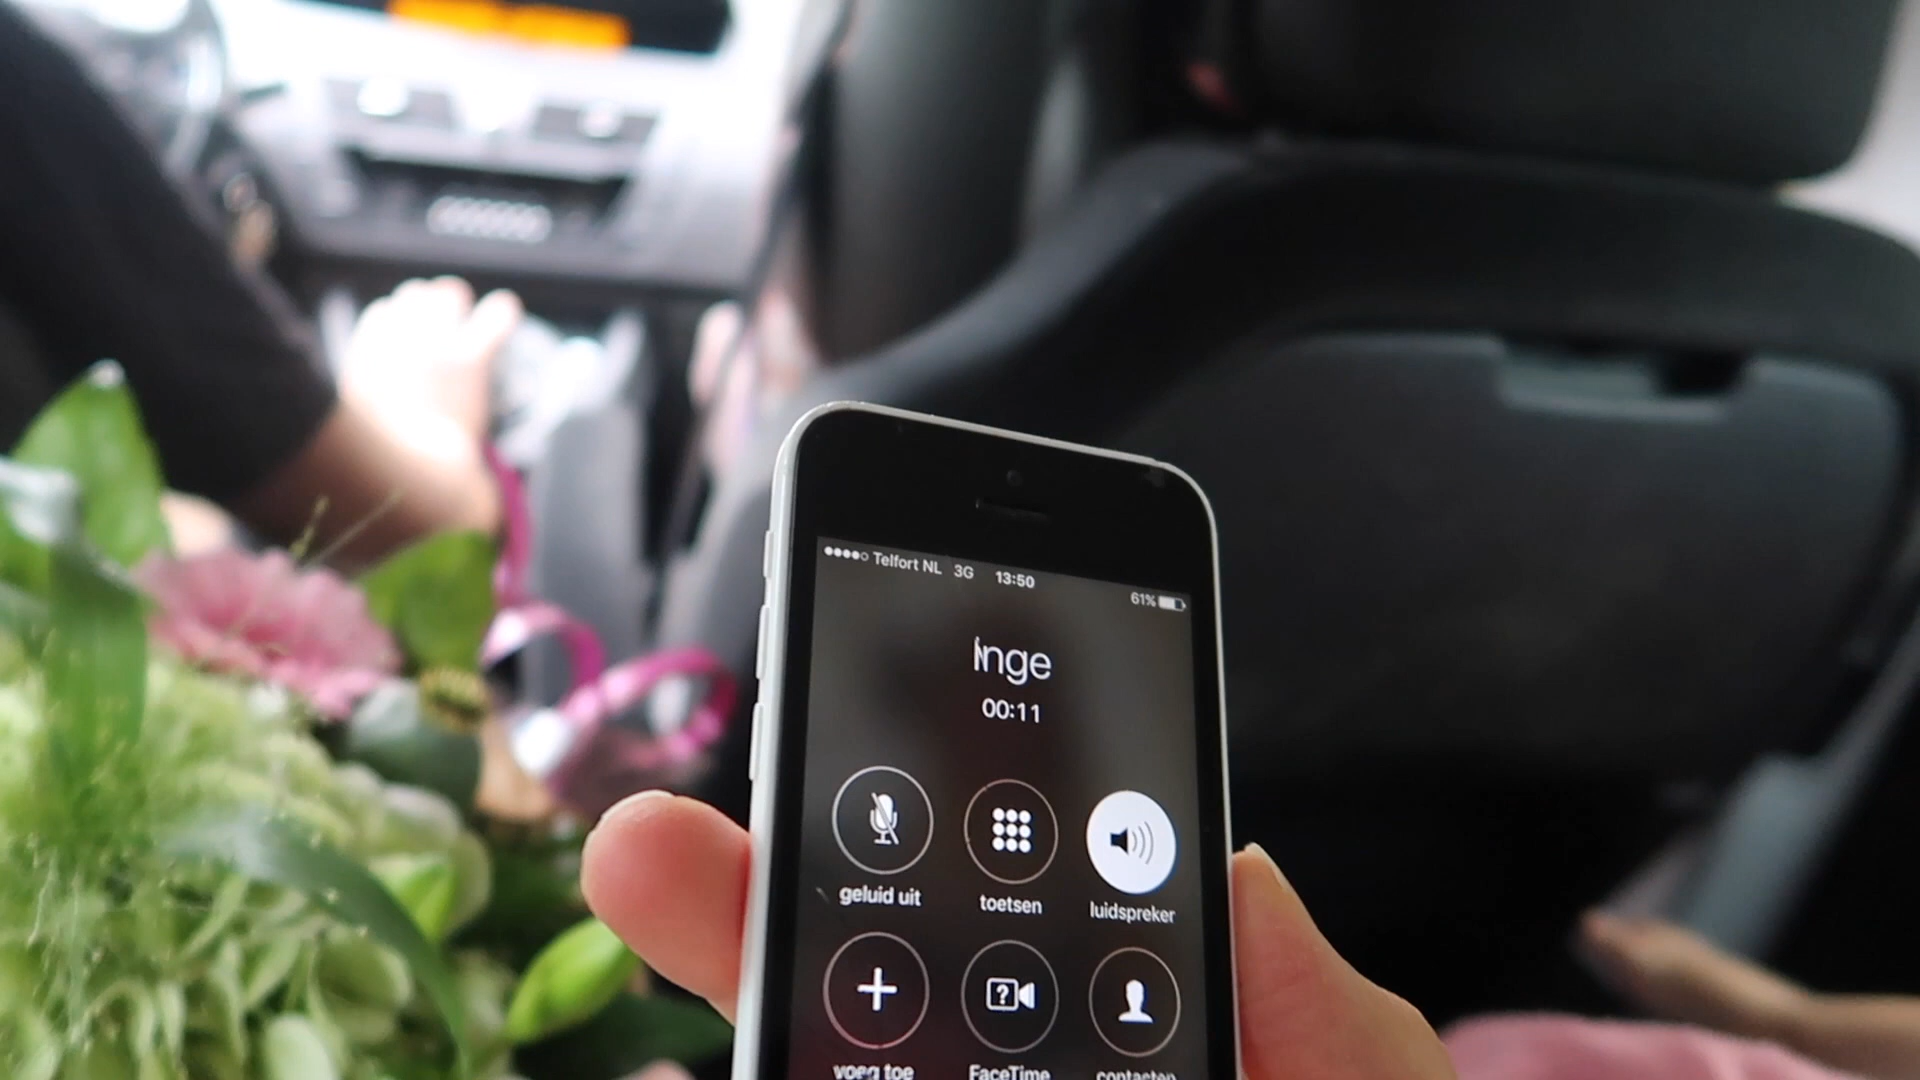 ●●●●○ Telfort NL 3G 13:50 61%
Inge
00:11
geluid uit toetsen luidspreker
?
voeg toe FaceTime contacten